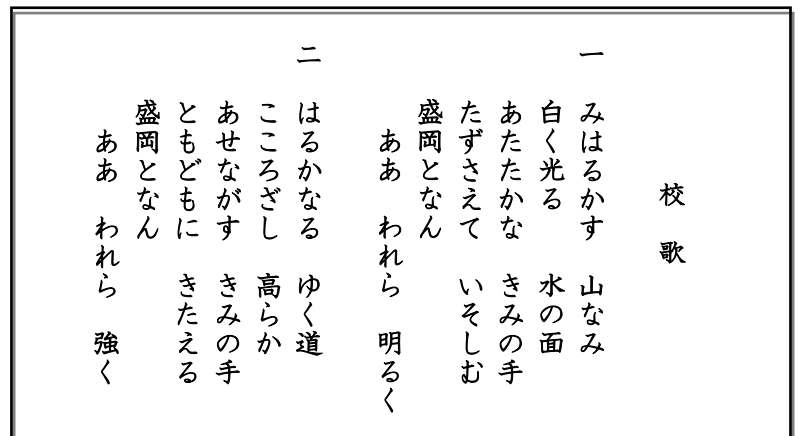 校　歌
一　みはるかす　山なみ
白く光る　　水の面
あたたかな　きみの手
たずさえて　いそしむ
盛岡となん
ああ　われら　明るく
二　はるかなる　ゆく道
こころざし　高らか
あせながす　きみの手
ともどもに　きたえる
盛岡となん
ああ　われら　強く